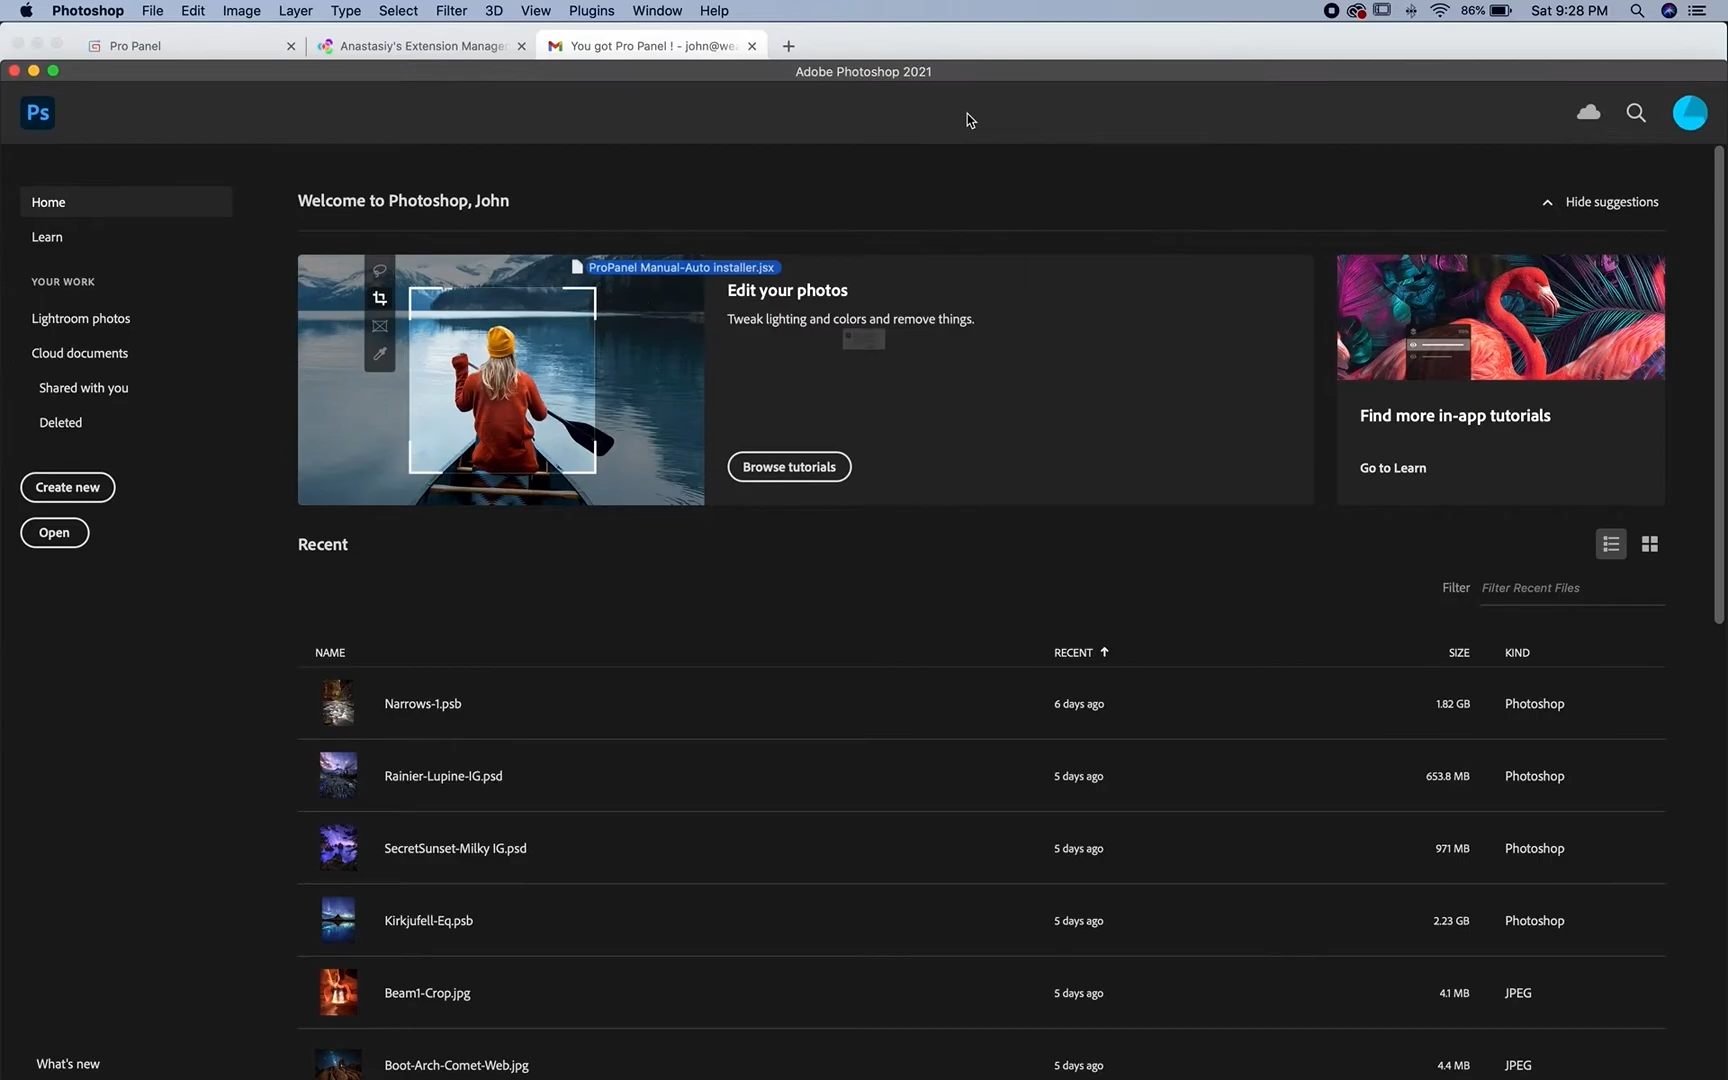 Photoshop File Edit Image Layer Type Select Filter 3D View Plugins Window Help 86% Sat 9:28 PM
Pro Panel Anastasiy's Extension Manager You got Pro Panel ! - john@wea
Adobe Photoshop 2021
Ps
Home
Learn
YOUR WORK
Lightroom photos
Cloud documents
Shared with you
Deleted
Create new
Open
What's new
Welcome to Photoshop, John
Hide suggestions
ProPanel Manual-Auto installer.jsx
Edit your photos
Tweak lighting and colors and remove things.
Browse tutorials
Find more in-app tutorials
Go to Learn
Recent
Filter Filter Recent Files
NAME RECENT SIZE KIND
Narrows-1.psb 6 days ago 1.82 GB Photoshop
Rainier-Lupine-IG.psd 5 days ago 653.8 MB Photoshop
SecretSunset-Milky IG.psd 5 days ago 971 MB Photoshop
Kirkjufell-Eq.psb 5 days ago 2.23 GB Photoshop
Beam1-Crop.jpg 5 days ago 4.1 MB JPEG
Boot-Arch-Comet-Web.jpg 5 days ago 4.4 MB JPEG